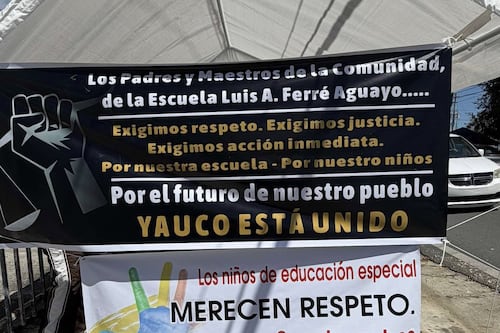 Los Padres y Maestros de la Comunidad,
de la Escuela Luis A. Ferré Aguayo.....
Exigimos respeto. Exigimos justicia.
Exigimos acción inmediata.
Por nuestra escuela - Por nuestro niños
Por el futuro de nuestro pueblo
YAUCO ESTÁ UNIDO
Los niños de educación especial
MERECEN RESPETO.